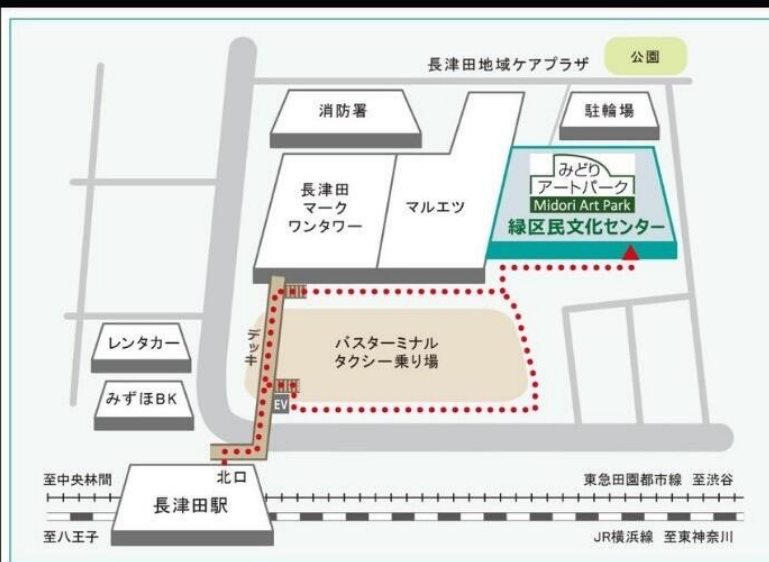 公園
長津田地域ケアプラザ
消防署
駐輪場
みどり
アートパーク
Midori Art Park
緑区民文化センター
長津田
マーク
ワンタワー
マルエツ
デッキ
バスターミナル
タクシー乗り場
レンタカー
みずほBK
EV
北口
長津田駅
至中央林間
東急田園都市線 至渋谷
至八王子
JR横浜線 至東神奈川